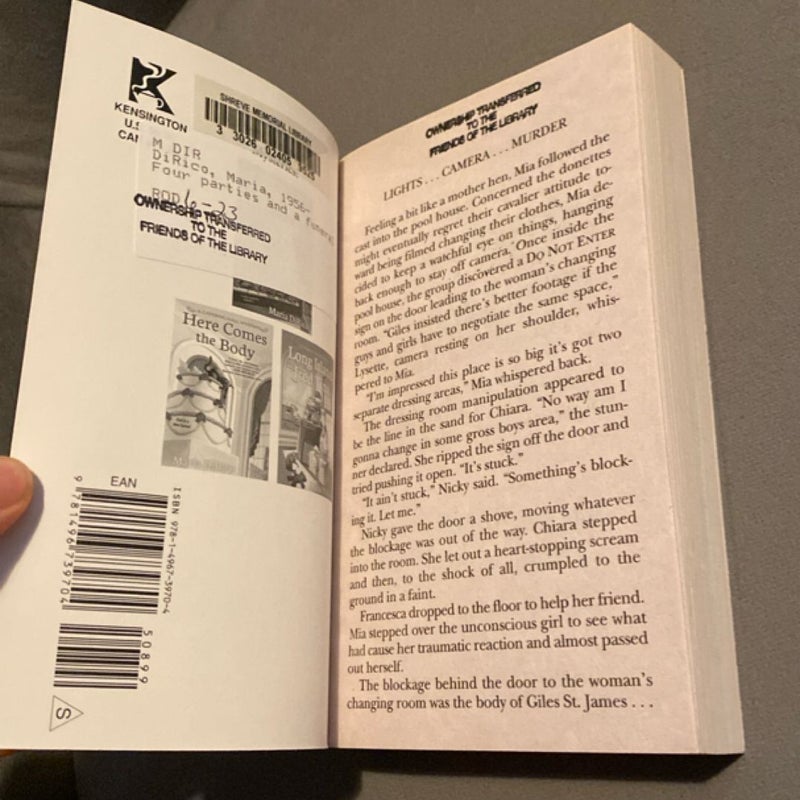 KENSINGTON
U.S
CAN
SHREVE MEMORIAL LIBRARY
3 3026 02405
M DIR
DiRico, Maria, 1956-
Four parties and a funeral
ROD 6-23
OWNERSHIP TRANSFERRED
TO THE
FRIENDS OF THE LIBRARY
Maria DiR
Here Comes
the Body
Long Isl
EAN
9 781496 739704
ISBN 978-1-4967-3970-4
50899
S
OWNERSHIP TRANSFERRED
TO THE
FRIENDS OF THE LIBRARY
LIGHTS . . . CAMERA . . . MURDER
Feeling a bit like a mother hen, Mia followed the
cast into the pool house. Concerned the donettes
might eventually regret their cavalier attitude to-
ward being filmed changing their clothes, Mia de-
cided to keep a watchful eye on things, hanging
back enough to stay off camera. Once inside the
pool house, the group discovered a DO NOT ENTER
sign on the door leading to the woman's changing
room. "Giles insisted there's better footage if the
guys and girls have to negotiate the same space,"
Lysette, camera resting on her shoulder, whis-
pered to Mia.
"I'm impressed this place is so big it's got two
separate dressing areas," Mia whispered back.
The dressing room manipulation appeared to
be the line in the sand for Chiara. "No way am I
gonna change in some gross boys area," the stun-
ner declared. She ripped the sign off the door and
tried pushing it open. "It's stuck."
"It ain't stuck," Nicky said. "Something's block-
ing it. Let me."
Nicky gave the door a shove, moving whatever
the blockage was out of the way. Chiara stepped
into the room. She let out a heart-stopping scream
and then, to the shock of all, crumpled to the
ground in a faint.
Francesca dropped to the floor to help her friend.
Mia stepped over the unconscious girl to see what
had cause her traumatic reaction and almost passed
out herself.
The blockage behind the door to the woman's
changing room was the body of Giles St. James . . .